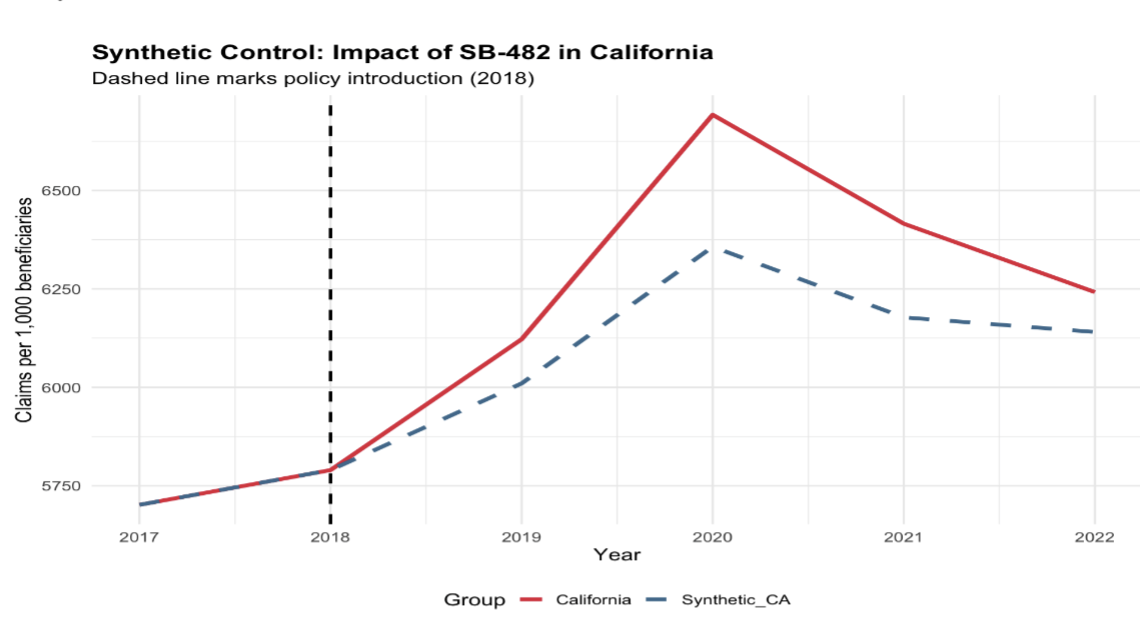 Synthetic Control: Impact of SB-482 in California
Dashed line marks policy introduction (2018)
Claims per 1,000 beneficiaries
6500
6250
6000
5750
2017 2018 2019 2020 2021 2022
Year
Group California Synthetic_CA